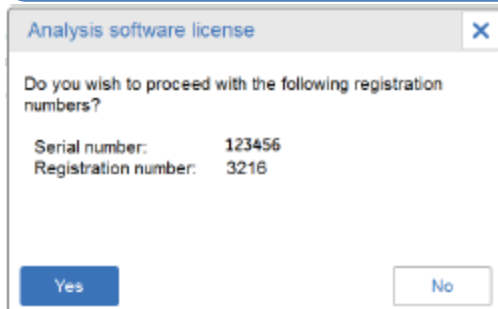 Analysis software license
Do you wish to proceed with the following registration
numbers?
Serial number: 123456
Registration number: 3216
Yes No